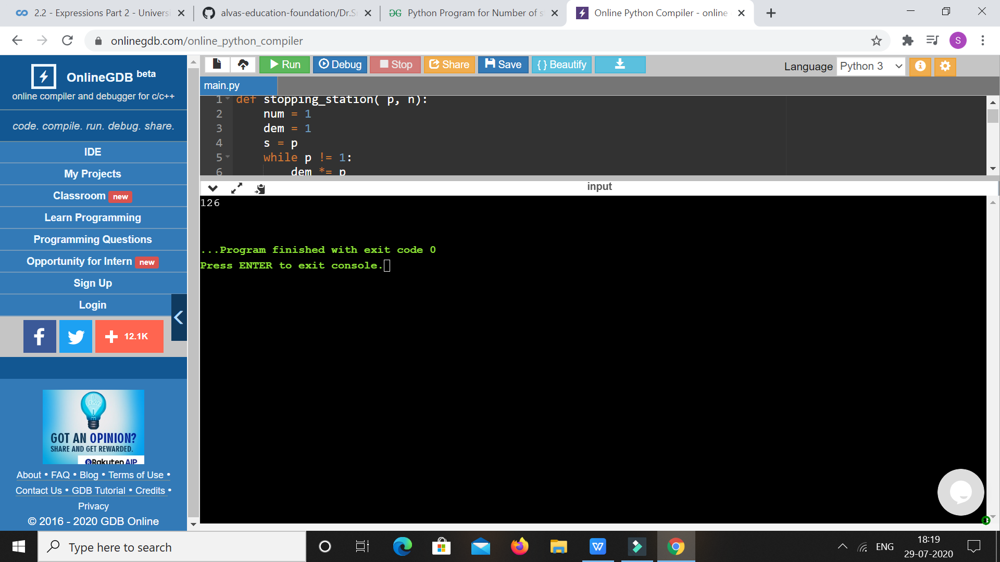 2.2 - Expressions Part 2 - Universi
alvas-education-foundation/Dr.Sr
Python Program for Number of s
Online Python Compiler - online
onlinegdb.com/online_python_compiler
S
OnlineGDB beta
online compiler and debugger for c/c++
code. compile. run. debug. share.
IDE
My Projects
Classroom new
Learn Programming
Programming Questions
Opportunity for Intern new
Sign Up
Login
12.1K
GOT AN OPINION?
SHARE AND GET REWARDED.
Rakuten AIP
About • FAQ • Blog • Terms of Use •
Contact Us • GDB Tutorial • Credits •
Privacy
© 2016 - 2020 GDB Online
Run Debug Stop Share Save { } Beautify
Language Python 3
main.py
1 def stopping_station( p, n):
2 num = 1
3 dem = 1
4 s = p
5 while p != 1:
6 dem *= p
input
126
...Program finished with exit code 0
Press ENTER to exit console.
Type here to search
ENG
18:19
29-07-2020